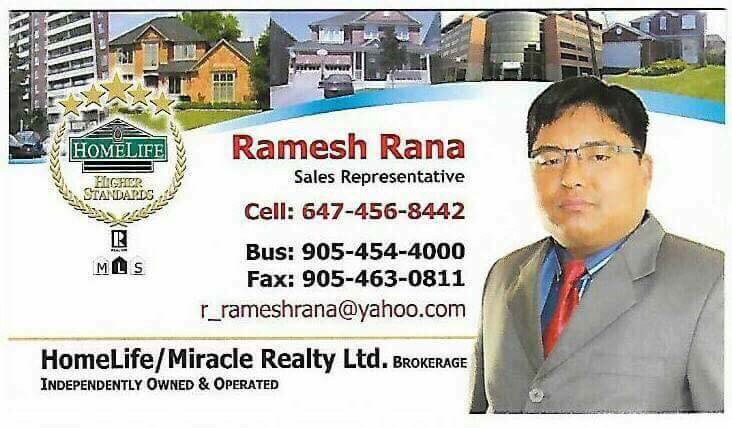 HOMELIFE
HIGHER
STANDARDS
R
REALTOR
MLS
Ramesh Rana
Sales Representative
Cell: 647-456-8442
Bus: 905-454-4000
Fax: 905-463-0811
r_rameshrana@yahoo.com
HomeLife/Miracle Realty Ltd. BROKERAGE
INDEPENDENTLY OWNED & OPERATED